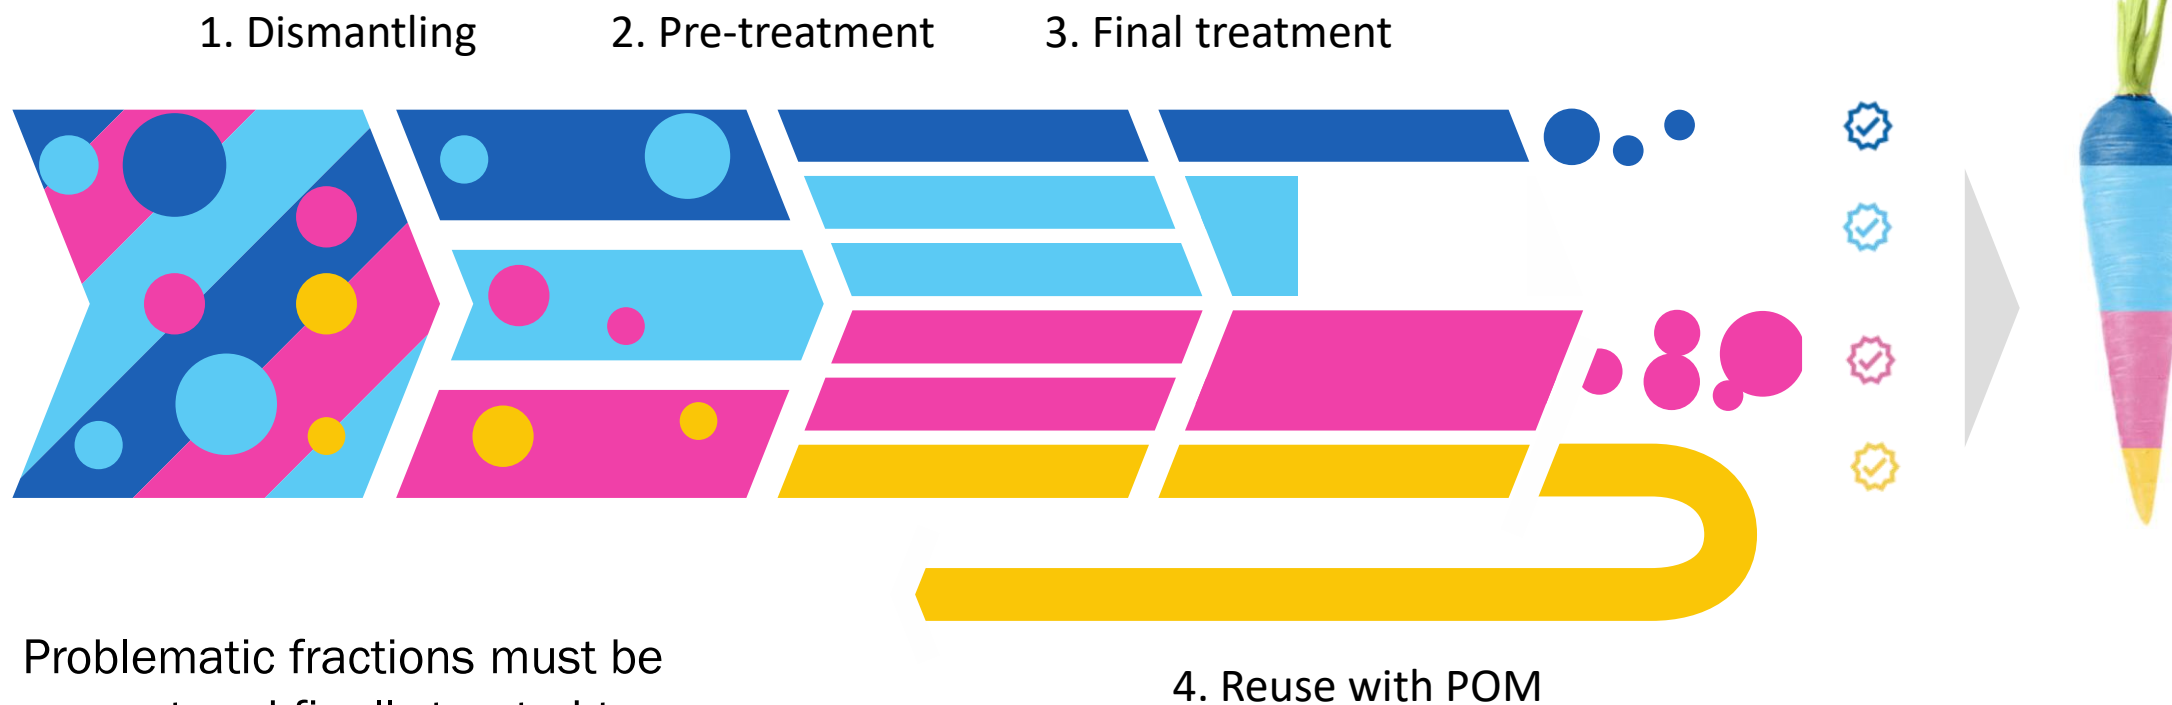 1. Dismantling
2. Pre-treatment
3. Final treatment
Problematic fractions must be
4. Reuse with POM